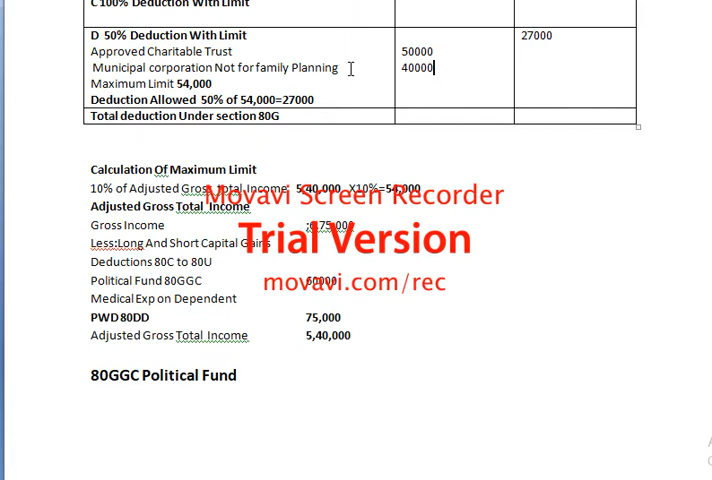 C 100% Deduction With Limit
D 50% Deduction With Limit 27000
Approved Charitable Trust 50000
Municipal corporation Not for family Planning 40000
Maximum Limit 54,000
Deduction Allowed 50% of 54,000=27000
Total deduction Under section 80G
Calculation Of Maximum Limit
10% of Adjusted Gross Total Income: 5,40,000 X10%=54,000
Movavi Screen Recorder
Adjusted Gross Total Income
Gross Income 75,000
Trial Version
Less:Long And Short Capital Gains
Deductions 80C to 80U
Political Fund 80GGC 60000
movavi.com/rec
Medical Exp on Dependent
PWD 80DD 75,000
Adjusted Gross Total Income 5,40,000
80GGC Political Fund